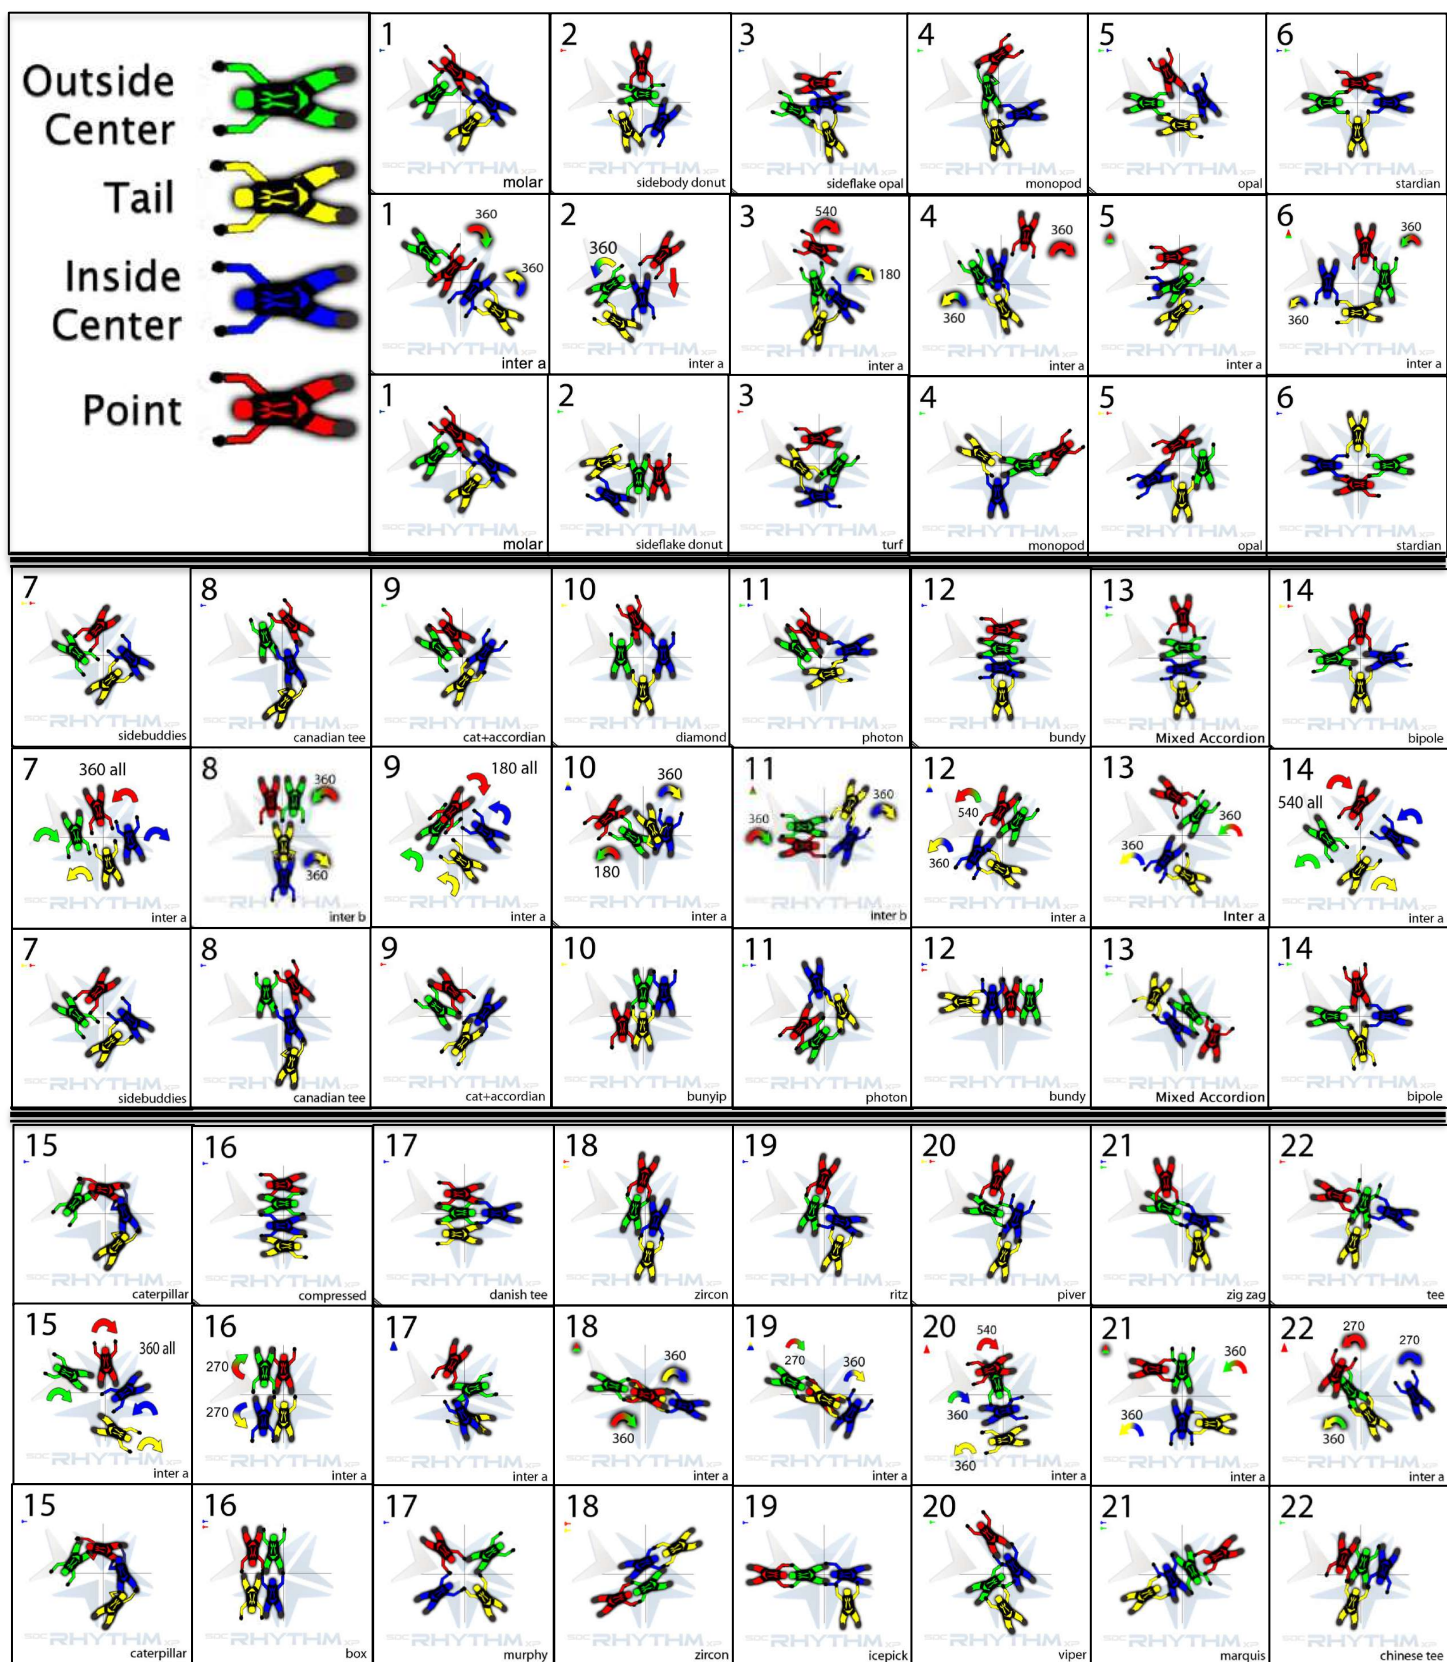 Outside
Center
Tail
Inside
Center
Point
1 2 3 4 5 6
molar sidebody donut sideflake opal monopod opal stardian
1 360 360 inter a
2 360 inter a
3 540 180 inter a
4 360 360 inter a
5 inter a
6 360 360 inter a
1 2 3 4 5 6
molar sideflake donut turf monopod opal stardian
7 8 9 10 11 12 13 14
sidebuddies canadian tee cat+accordian diamond photon bundy Mixed Accordion bipole
7 360 all inter a
8 360 360 inter b
9 180 all inter a
10 360 180 inter a
11 360 360 inter b
12 540 360 inter a
13 360 360 Inter a
14 540 all inter a
7 8 9 10 11 12 13 14
sidebuddies canadian tee cat+accordian bunyip photon bundy Mixed Accordion bipole
15 16 17 18 19 20 21 22
caterpillar compressed danish tee zircon ritz piver zig zag tee
15 360 all inter a
16 270 270 inter a
17 inter a
18 360 360 inter a
19 270 360 inter a
20 540 360 360 inter a
21 360 360 inter a
22 270 270 360 inter a
15 16 17 18 19 20 21 22
caterpillar box murphy zircon icepick viper marquis chinese tee